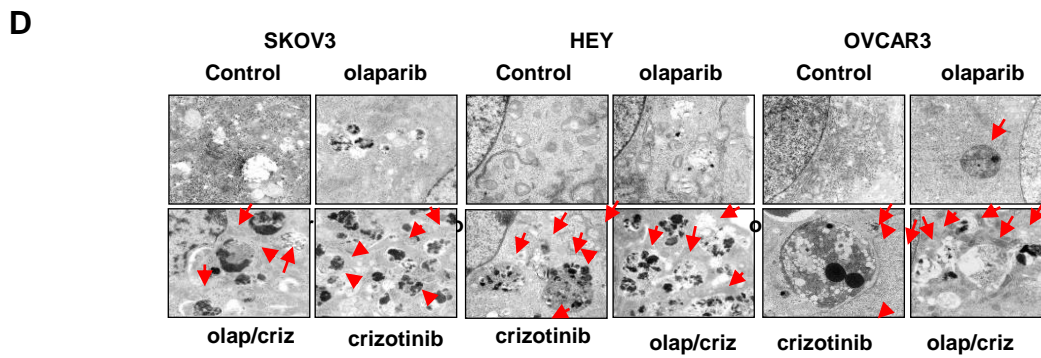 D
SKOV3 HEY OVCAR3
Control olaparib Control olaparib Control olaparib
olap/criz crizotinib crizotinib olap/criz crizotinib olap/criz